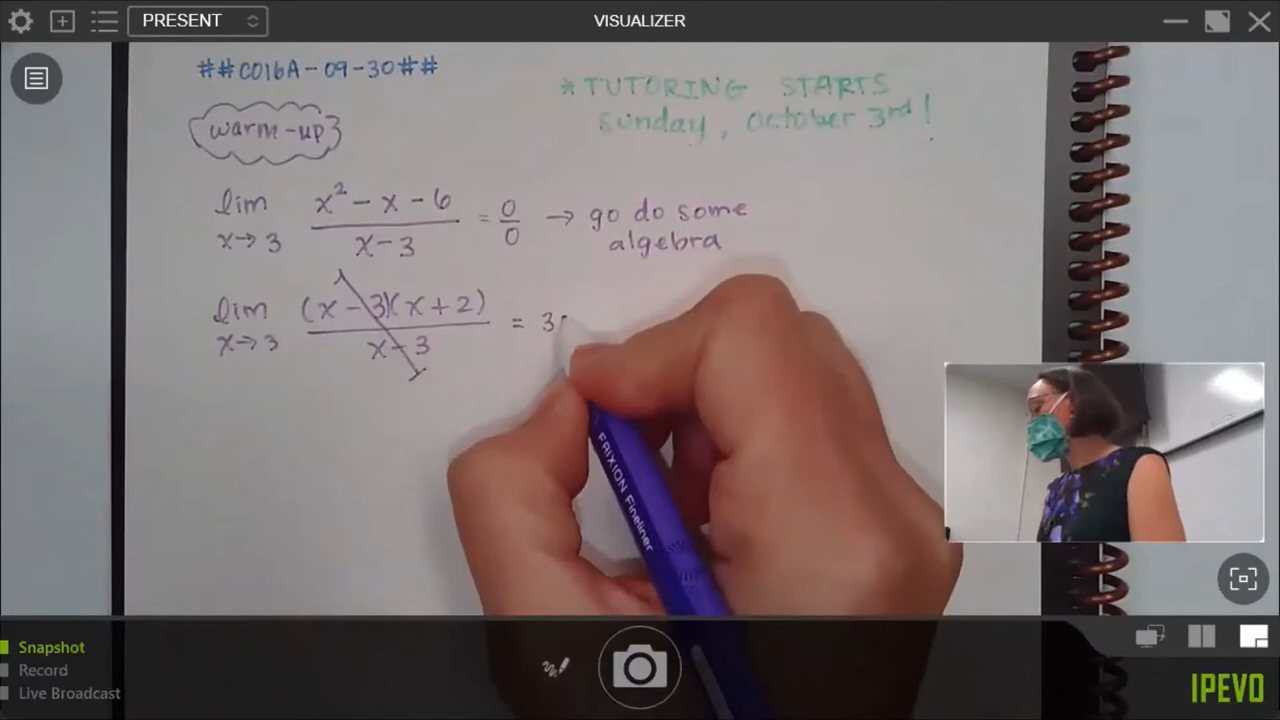 PRESENT
VISUALIZER
##C016A-09-30##
*TUTORING STARTS
sunday, october 3rd!
warm-up
lim x→3 (x² - x - 6)/(x - 3) = 0/0 → go do some
algebra
lim x→3 (x - 3)(x + 2)/(x - 3) = 3
FRIXION Fineliner
Snapshot
Record
Live Broadcast
IPEVO